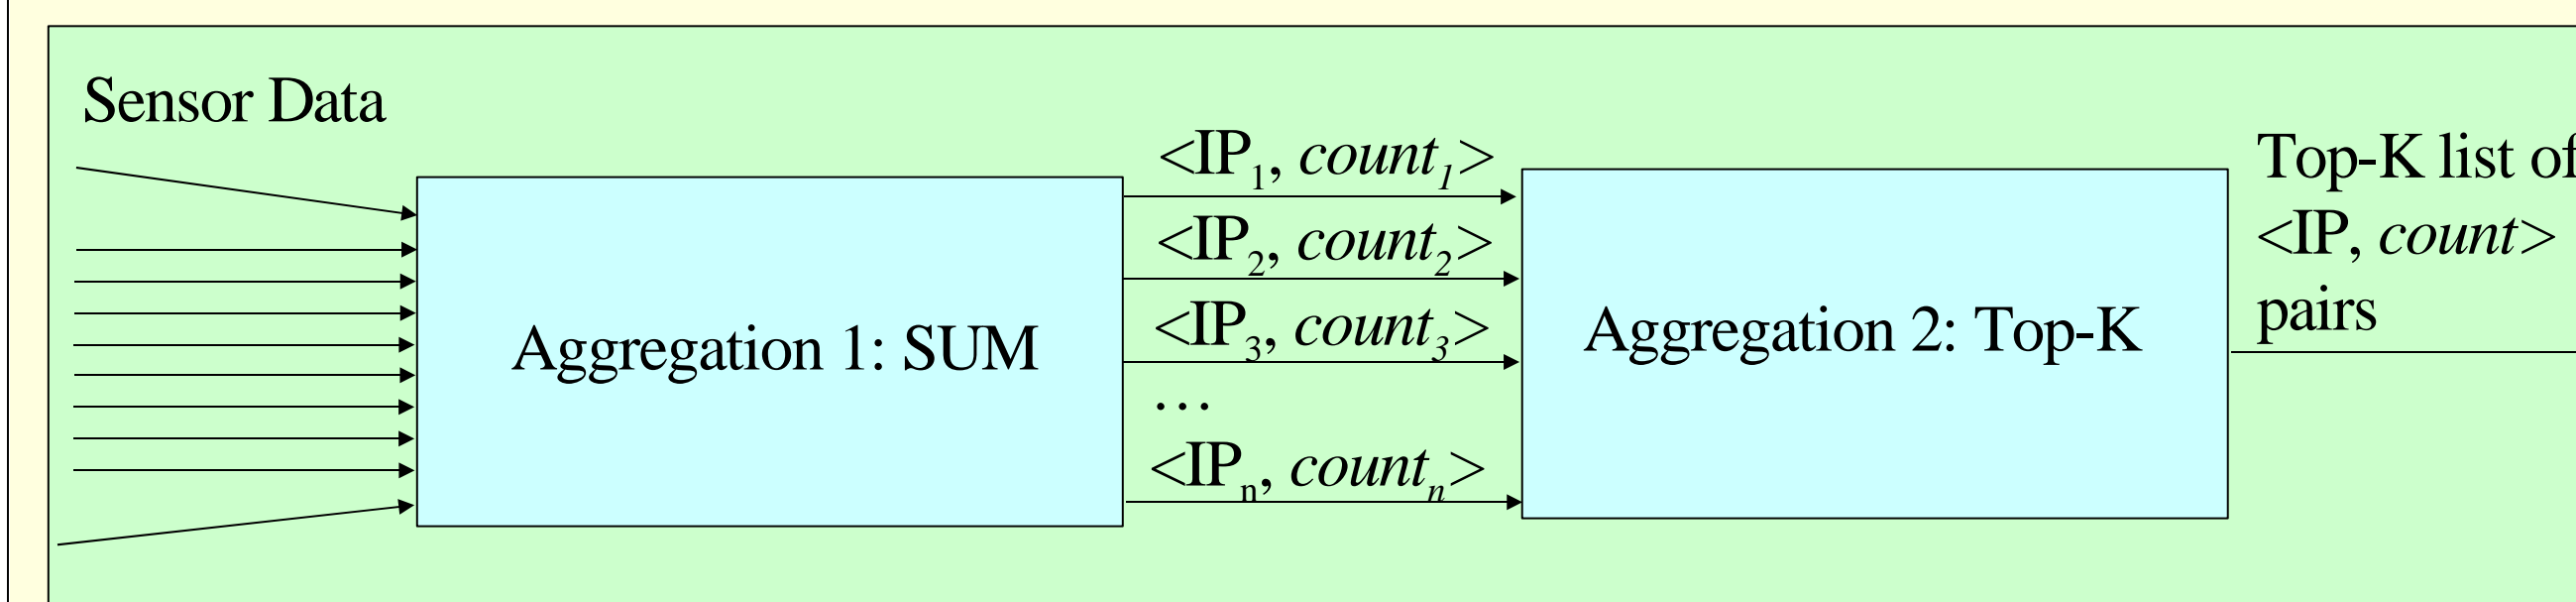 Sensor Data
<IP1, count1>
<IP2, count2>
<IP3, count3>
…
<IPn, countn>
Aggregation 1: SUM
Aggregation 2: Top-K
Top-K list of
<IP, count>
pairs